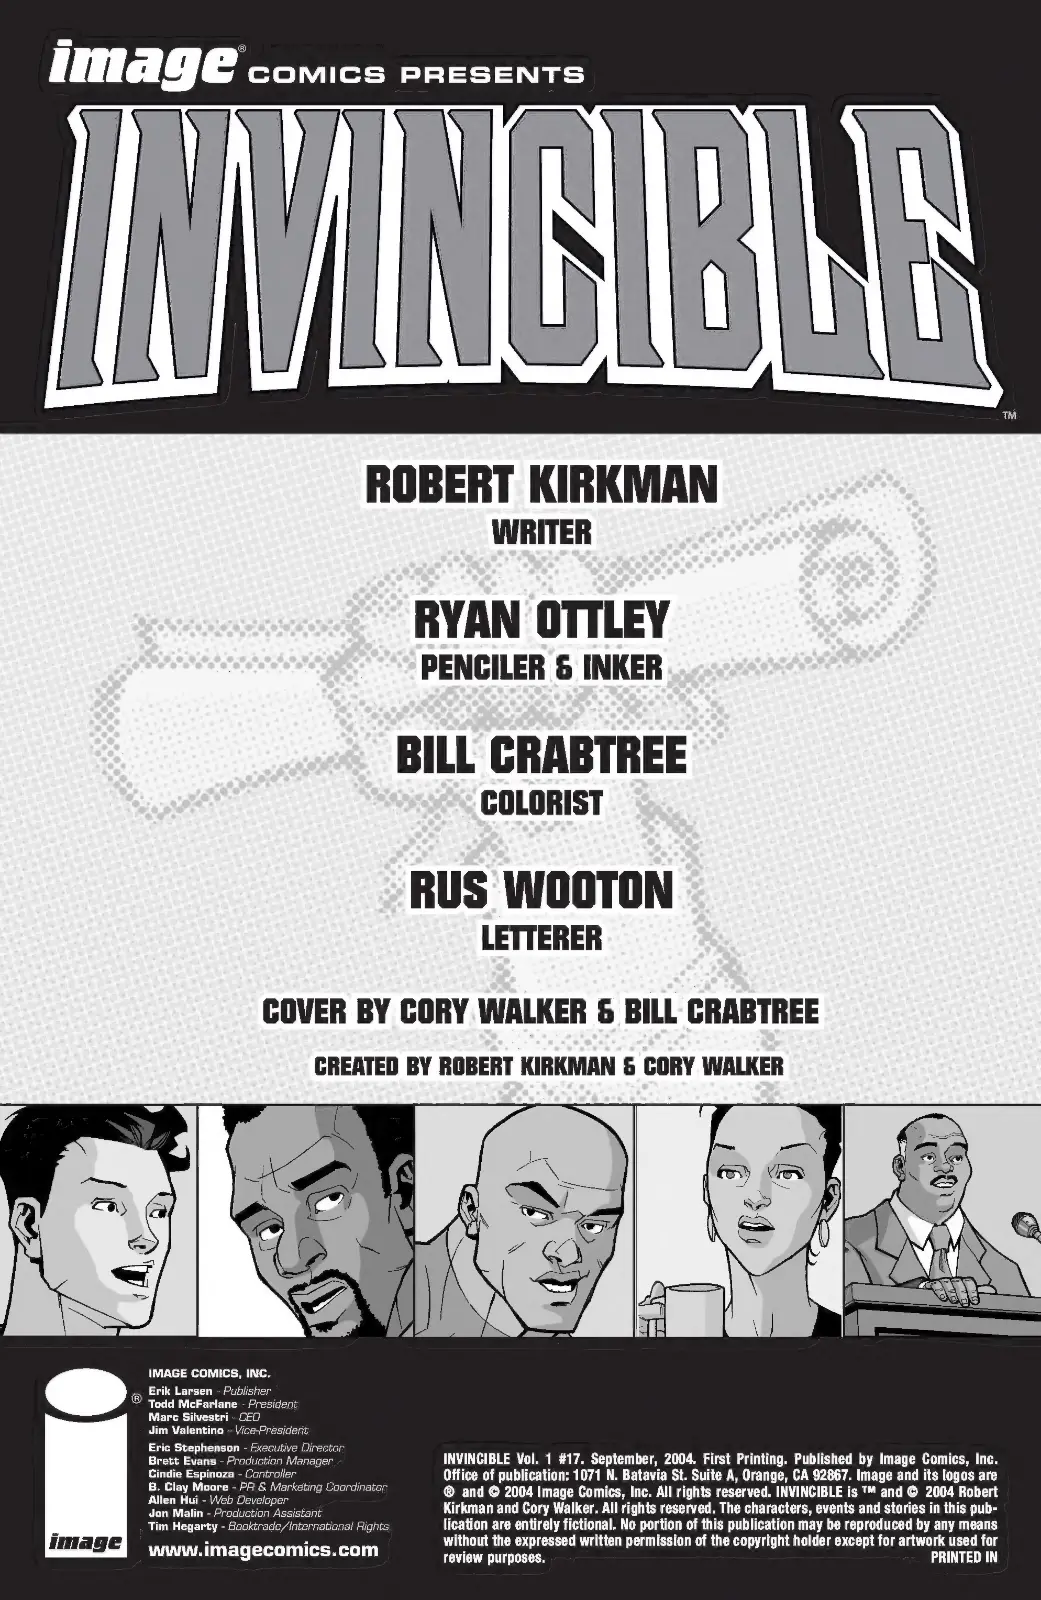 image® COMICS PRESENTS
INVINCIBLE
TM
ROBERT KIRKMAN
WRITER
RYAN OTTLEY
PENCILER & INKER
BILL CRABTREE
COLORIST
RUS WOOTON
LETTERER
COVER BY CORY WALKER & BILL CRABTREE
CREATED BY ROBERT KIRKMAN & CORY WALKER
®
image
IMAGE COMICS, INC.
Erik Larsen - Publisher
Todd McFarlane - President
Marc Silvestri - CEO
Jim Valentino - Vice-President
Eric Stephenson - Executive Director
Brett Evans - Production Manager
Cindie Espinoza - Controller
B. Clay Moore - PR & Marketing Coordinator
Allen Hui - Web Developer
Jon Malin - Production Assistant
Tim Hegarty - Booktrade/International Rights
www.imagecomics.com
INVINCIBLE Vol. 1 #17. September, 2004. First Printing. Published by Image Comics, Inc.
Office of publication: 1071 N. Batavia St. Suite A, Orange, CA 92867. Image and its logos are
® and © 2004 Image Comics, Inc. All rights reserved. INVINCIBLE is ™ and © 2004 Robert
Kirkman and Cory Walker. All rights reserved. The characters, events and stories in this pub-
lication are entirely fictional. No portion of this publication may be reproduced by any means
without the expressed written permission of the copyright holder except for artwork used for
review purposes. PRINTED IN